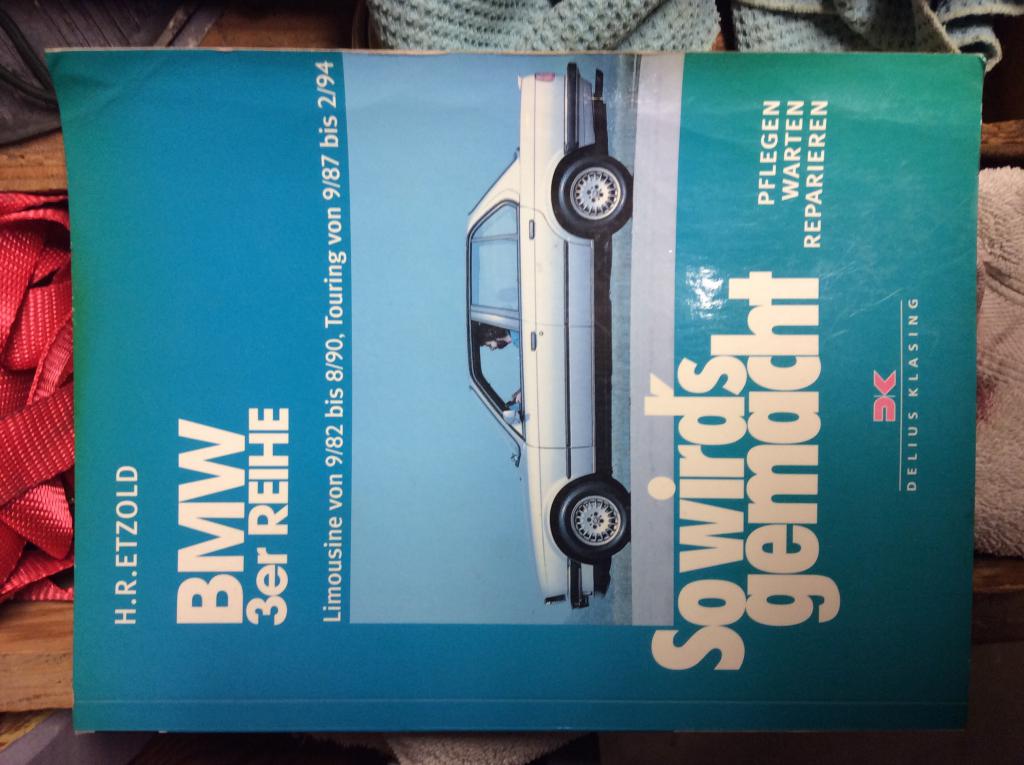 H.R. ETZOLD
BMW
3er REIHE
Limousine von 9/82 bis 8/90, Touring von 9/87 bis 2/94
So wird's
gemacht
PFLEGEN
WARTEN
REPARIEREN
DK
DELIUS KLASING